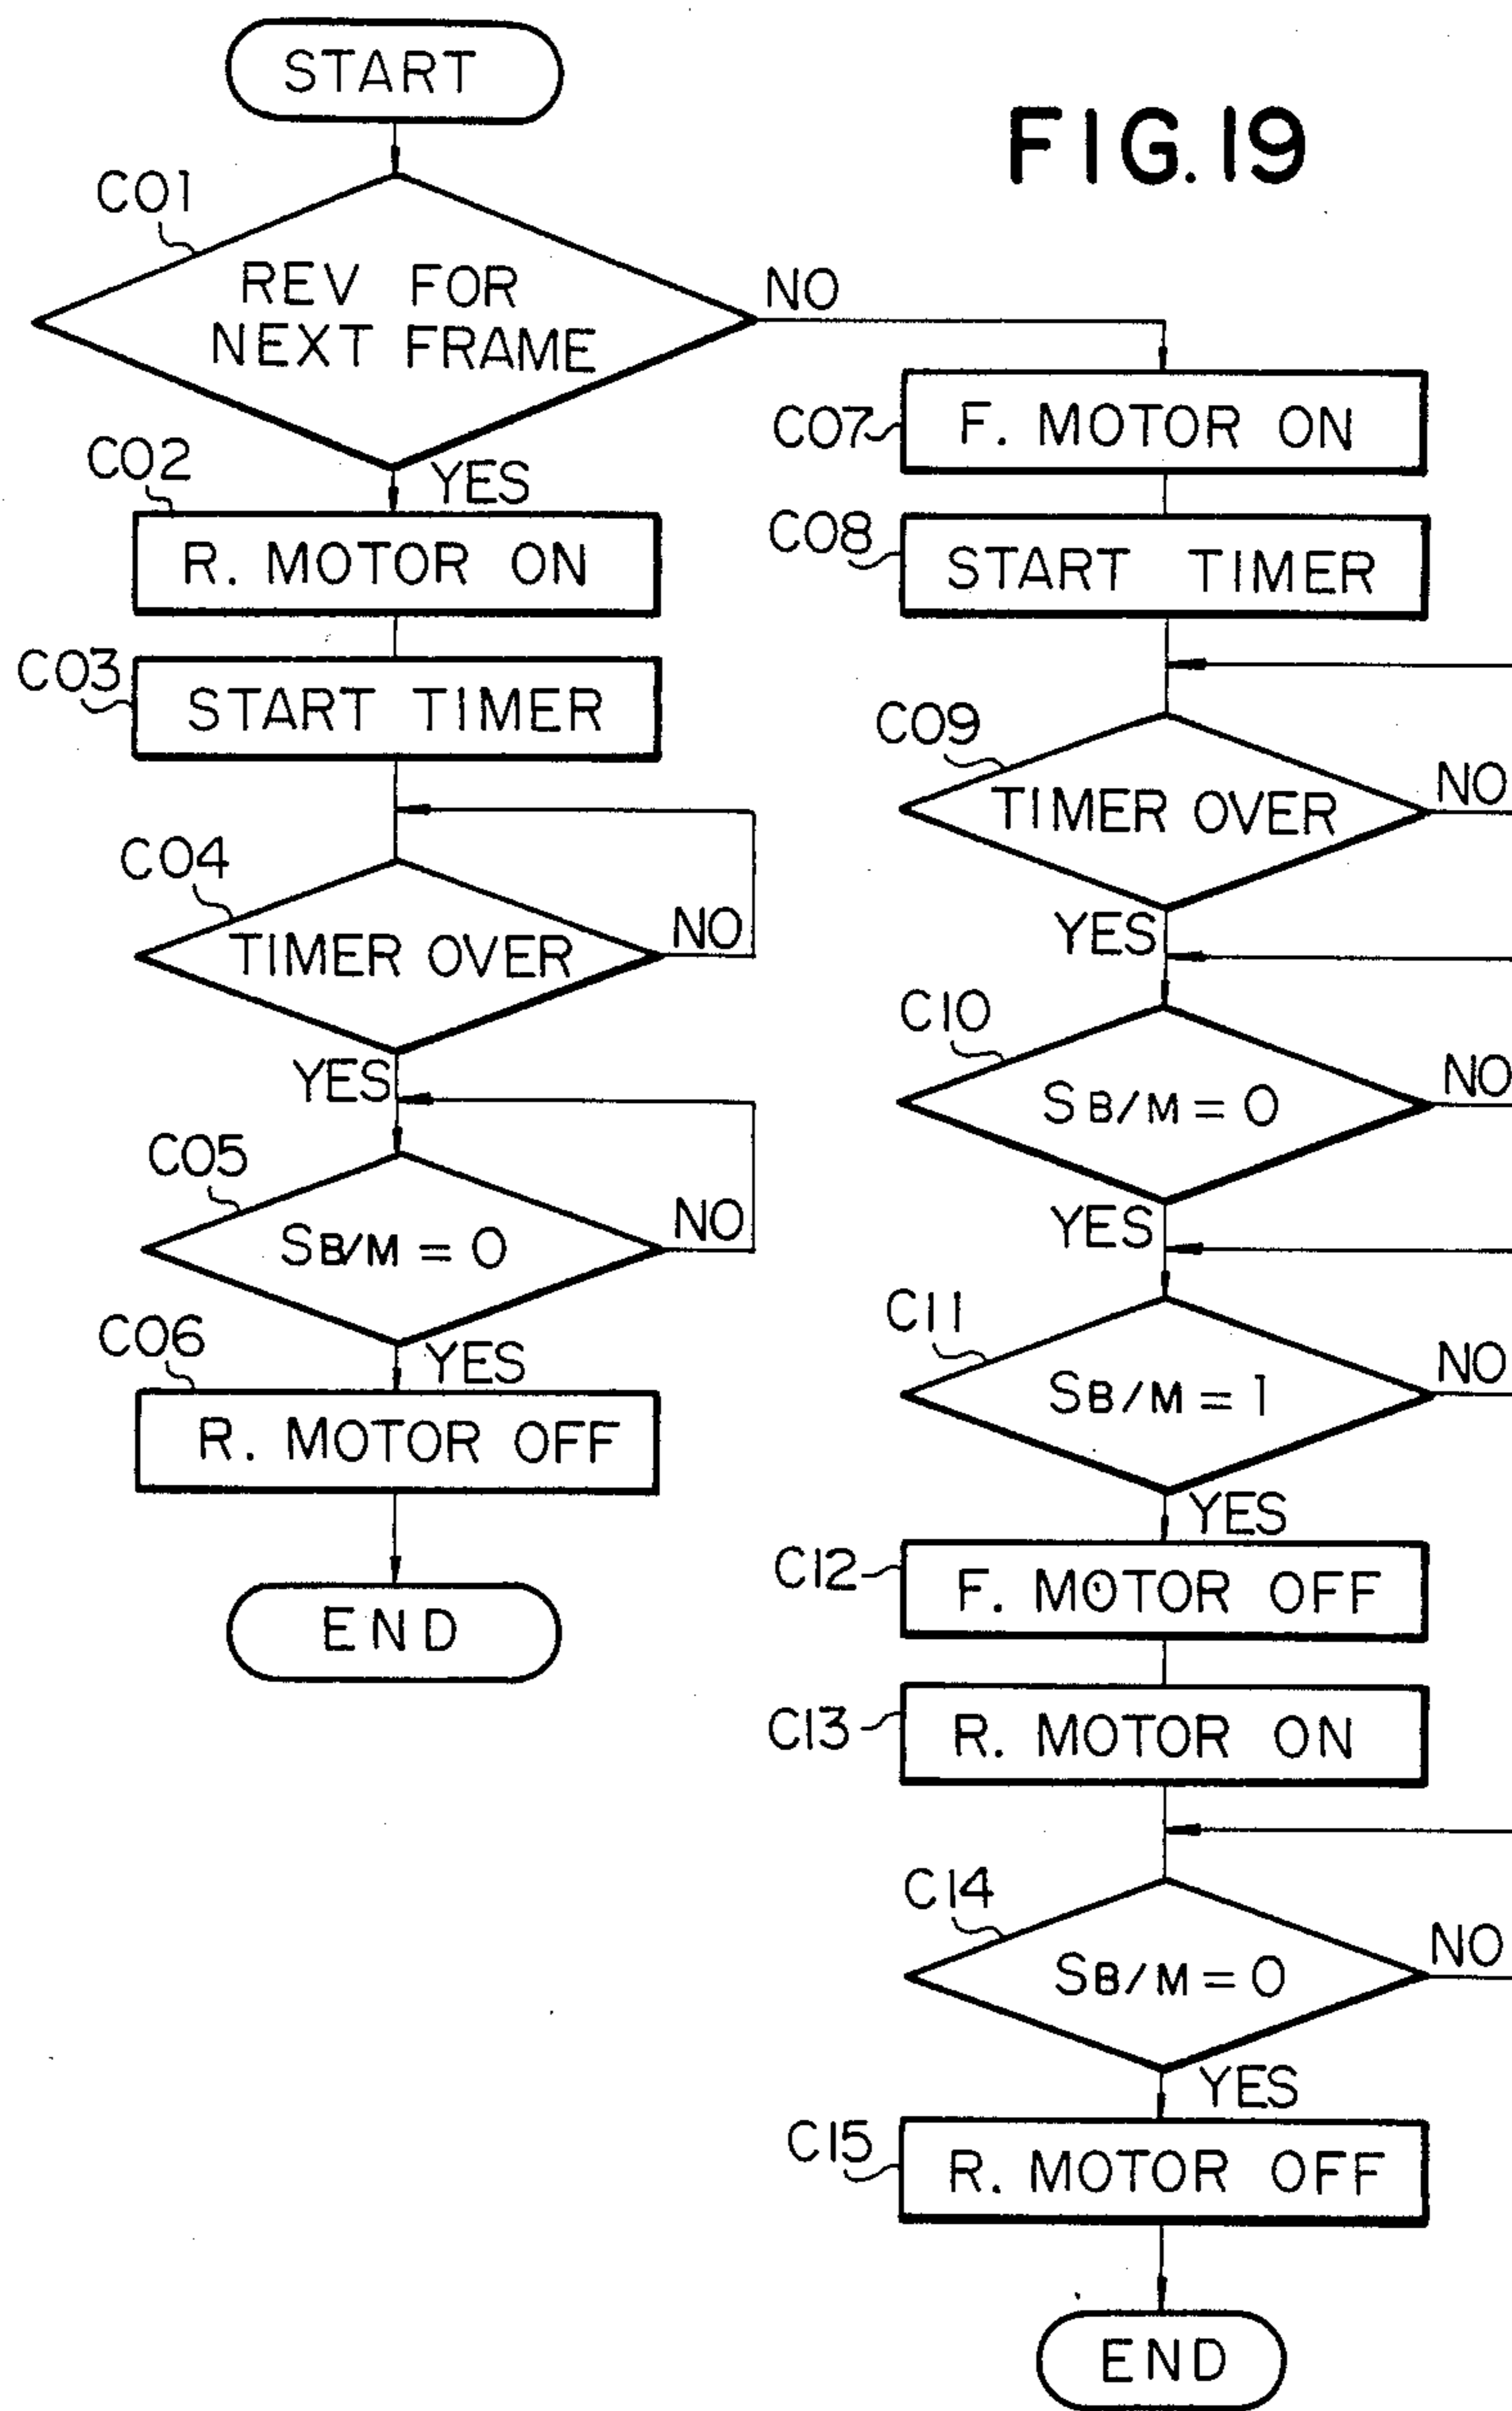 START
FIG. 19
C01
REV FOR
NEXT FRAME
NO
YES
C02
R. MOTOR ON
C03
START TIMER
C04
TIMER OVER
NO
YES
C05
SB/M = 0
NO
YES
C06
R. MOTOR OFF
END
C07
F. MOTOR ON
C08
START TIMER
C09
TIMER OVER
NO
YES
C10
SB/M = 0
NO
YES
C11
SB/M = 1
NO
YES
C12
F. MOTOR OFF
C13
R. MOTOR ON
C14
SB/M = 0
NO
YES
C15
R. MOTOR OFF
END